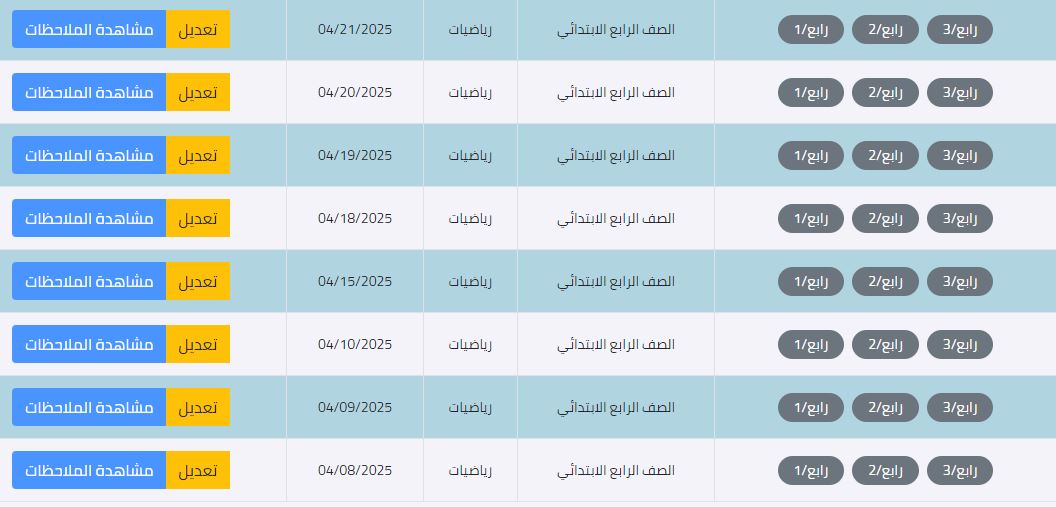 رابع/3 رابع/2 رابع/1 الصف الرابع الابتدائي رياضيات 04/21/2025 تعديل مشاهدة الملاحظات
رابع/3 رابع/2 رابع/1 الصف الرابع الابتدائي رياضيات 04/20/2025 تعديل مشاهدة الملاحظات
رابع/3 رابع/2 رابع/1 الصف الرابع الابتدائي رياضيات 04/19/2025 تعديل مشاهدة الملاحظات
رابع/3 رابع/2 رابع/1 الصف الرابع الابتدائي رياضيات 04/18/2025 تعديل مشاهدة الملاحظات
رابع/3 رابع/2 رابع/1 الصف الرابع الابتدائي رياضيات 04/15/2025 تعديل مشاهدة الملاحظات
رابع/3 رابع/2 رابع/1 الصف الرابع الابتدائي رياضيات 04/10/2025 تعديل مشاهدة الملاحظات
رابع/3 رابع/2 رابع/1 الصف الرابع الابتدائي رياضيات 04/09/2025 تعديل مشاهدة الملاحظات
رابع/3 رابع/2 رابع/1 الصف الرابع الابتدائي رياضيات 04/08/2025 تعديل مشاهدة الملاحظات